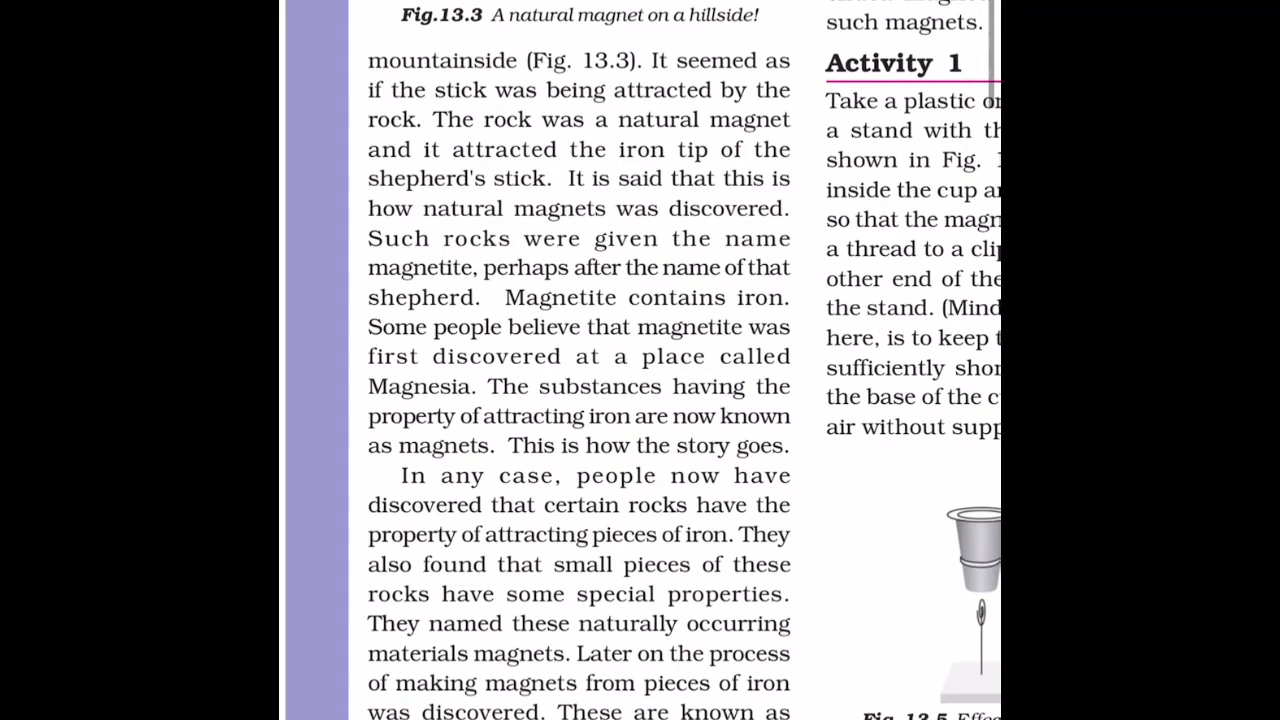 Fig.13.3 A natural magnet on a hillside!
mountainside (Fig. 13.3). It seemed as
if the stick was being attracted by the
rock. The rock was a natural magnet
and it attracted the iron tip of the
shepherd's stick. It is said that this is
how natural magnets was discovered.
Such rocks were given the name
magnetite, perhaps after the name of that
shepherd. Magnetite contains iron.
Some people believe that magnetite was
first discovered at a place called
Magnesia. The substances having the
property of attracting iron are now known
as magnets. This is how the story goes.
In any case, people now have
discovered that certain rocks have the
property of attracting pieces of iron. They
also found that small pieces of these
rocks have some special properties.
They named these naturally occurring
materials magnets. Later on the process
of making magnets from pieces of iron
was discovered. These are known as
such magnets.
Activity 1
Take a plastic or
a stand with
shown in Fig.
inside the cup
so that the
a thread to a
other end of the
the stand. (Mind
here, is to keep
sufficiently
the base of the
air without
Fig. 13.5